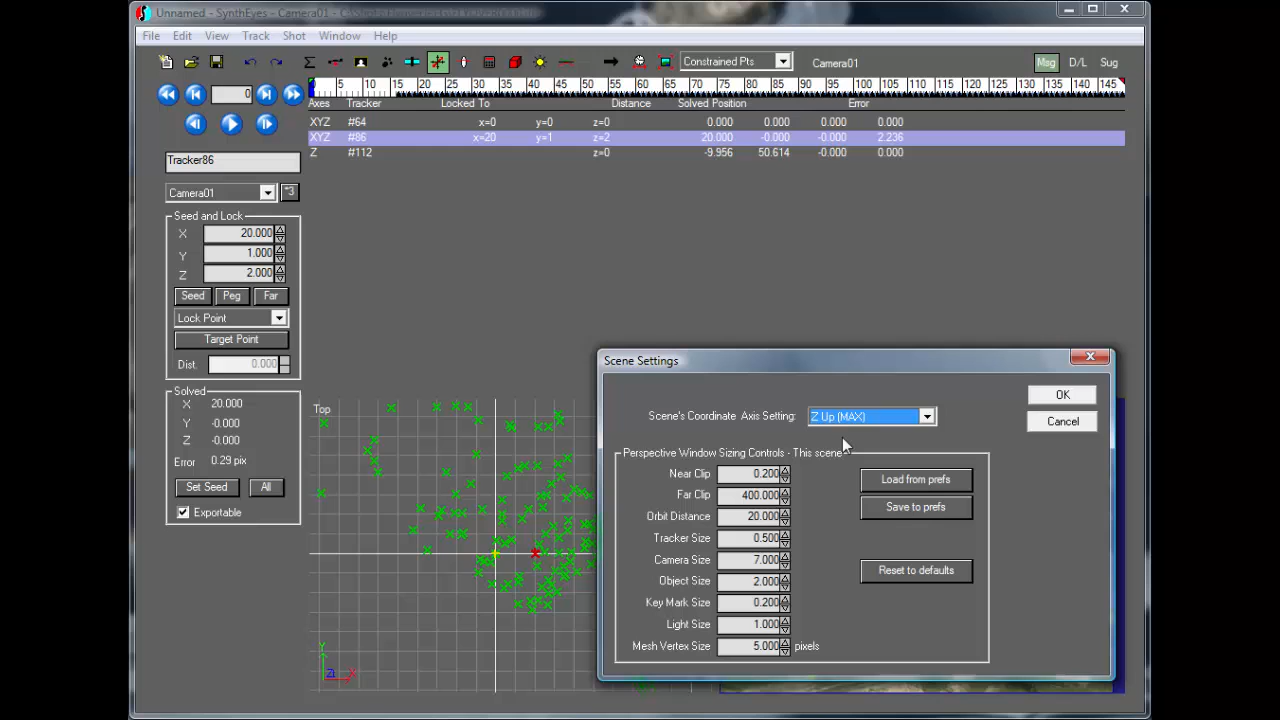 Unnamed - SynthEyes - Camera01 -
File Edit View Track Shot Window Help
Constrained Pts Camera01 Msg D/L Sug
0 0 5 10 15 20 25 30 35 40 45 50 55 60 65 70 75 80 85 90 95 100 105 110 115 120 125 130 135 140 145
Axes Tracker Locked To Distance Solved Position Error
XYZ #64 x=0 y=0 z=0 0.000 0.000 0.000 0.000
XYZ #86 x=20 y=1 z=2 20.000 -0.000 -0.000 2.236
Z #112 z=0 -9.956 50.614 -0.000 0.000
Tracker86
Camera01 *3
Seed and Lock
X 20.000
Y 1.000
Z 2.000
Seed Peg Far
Lock Point
Target Point
Dist. 0.000
Solved
X 20.000
Y -0.000
Z -0.000
Error 0.29 pix
Set Seed All
Exportable
Top
Y
Z X
Scene Settings
Scene's Coordinate Axis Setting: Z Up (MAX)
OK
Cancel
Perspective Window Sizing Controls - This scene
Near Clip 0.200
Far Clip 400.000
Orbit Distance 20.000
Tracker Size 0.500
Camera Size 7.000
Object Size 2.000
Key Mark Size 0.200
Light Size 1.000
Mesh Vertex Size 5.000 pixels
Load from prefs
Save to prefs
Reset to defaults